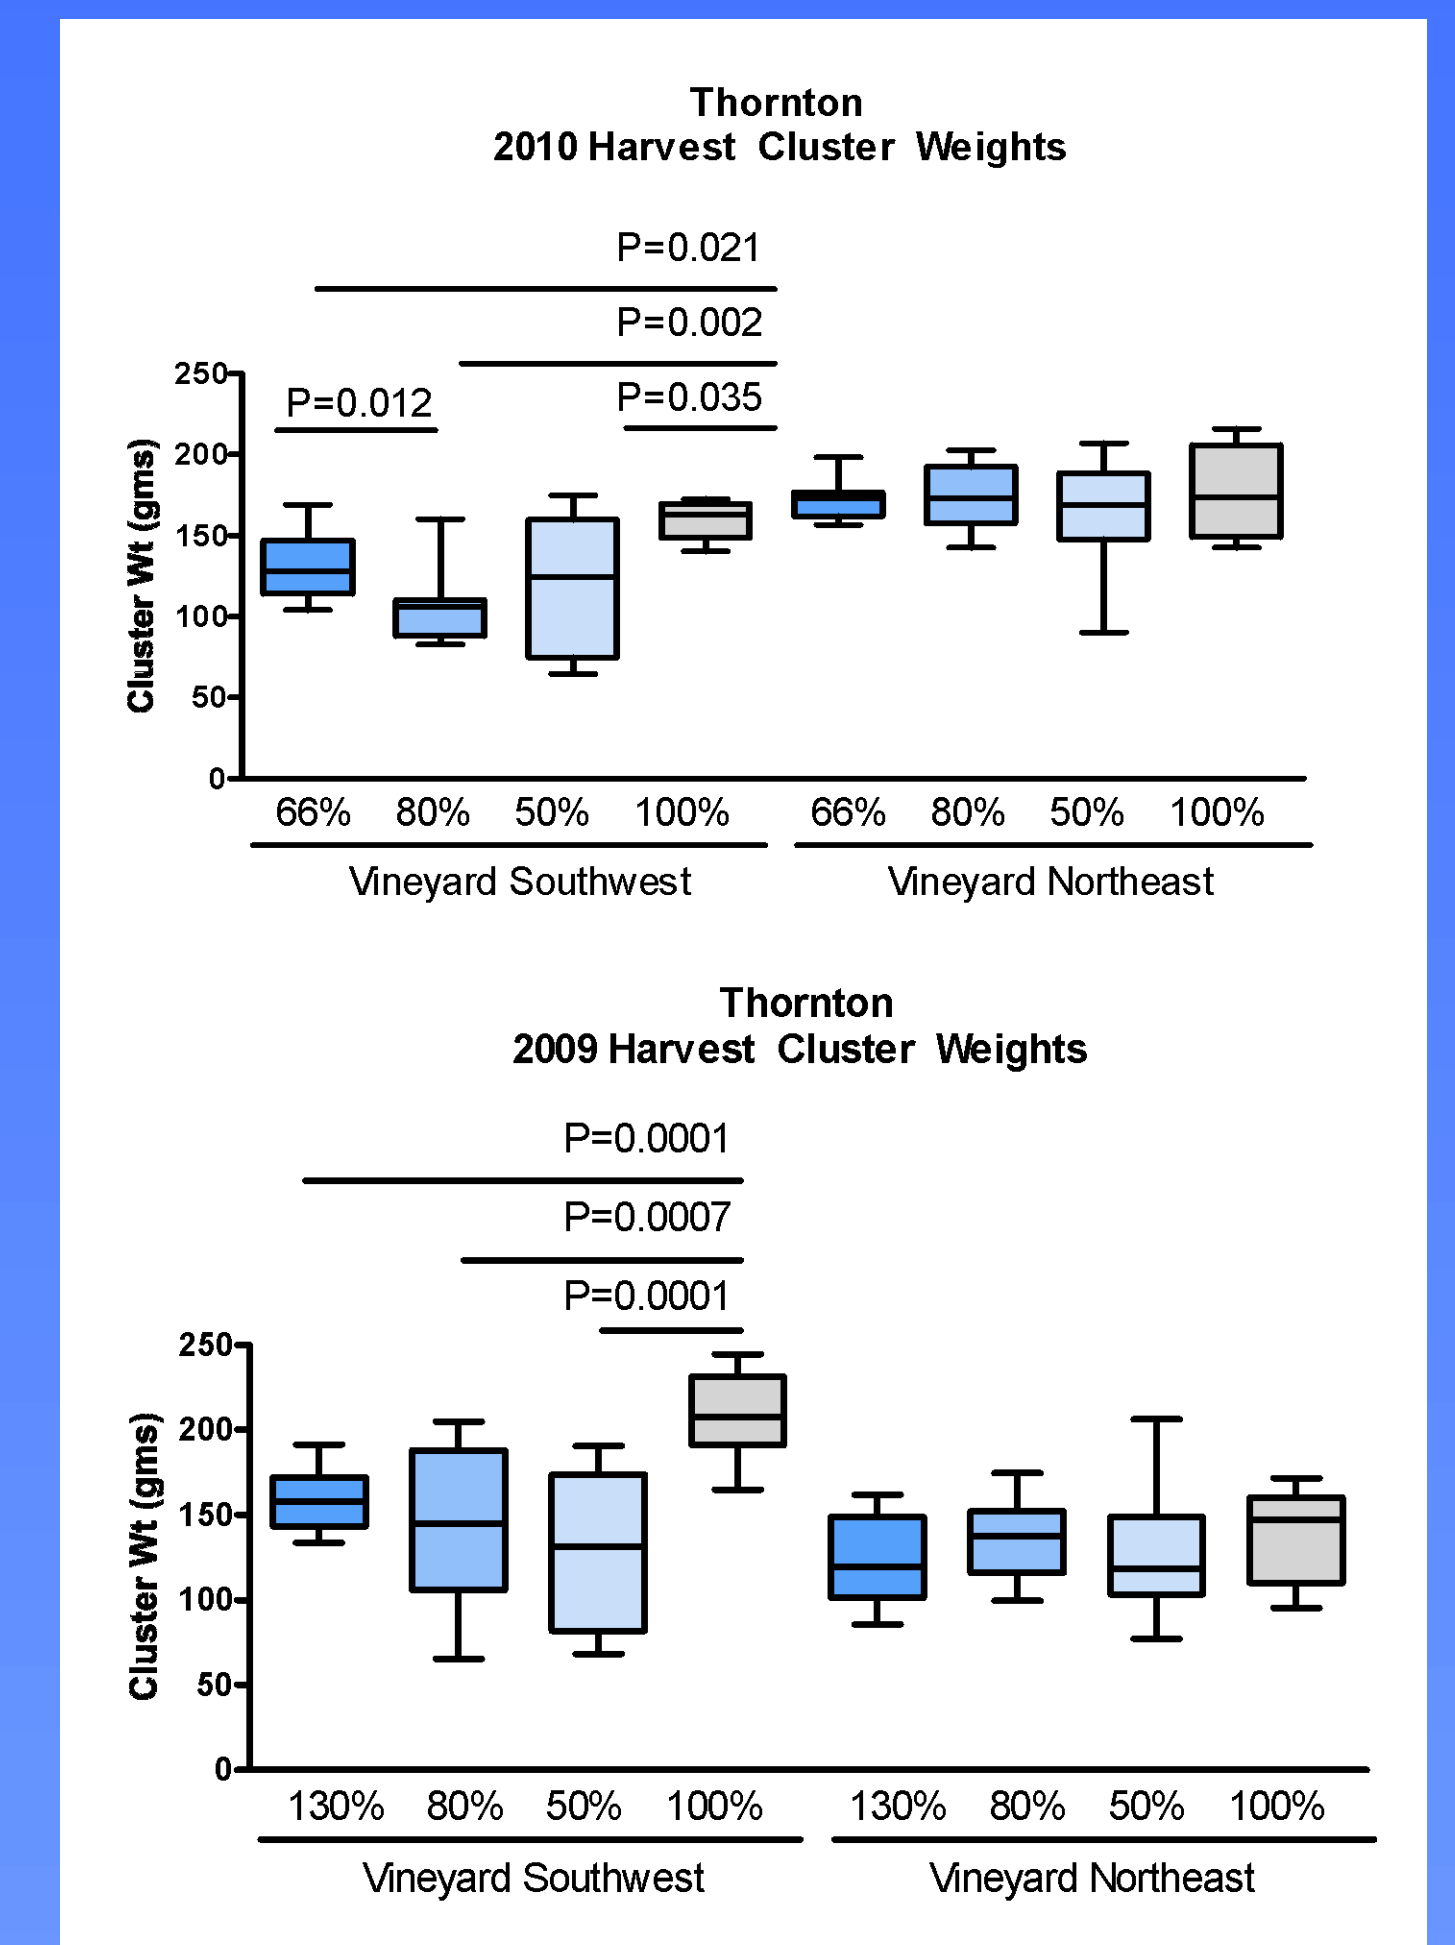 Thornton
2010 Harvest Cluster Weights
P=0.021
P=0.002
P=0.035
P=0.012
250
200
150
100
50
0
Cluster Wt (gms)
66% 80% 50% 100% 66% 80% 50% 100%
Vineyard Southwest Vineyard Northeast
Thornton
2009 Harvest Cluster Weights
P=0.0001
P=0.0007
P=0.0001
250
200
150
100
50
0
Cluster Wt (gms)
130% 80% 50% 100% 130% 80% 50% 100%
Vineyard Southwest Vineyard Northeast